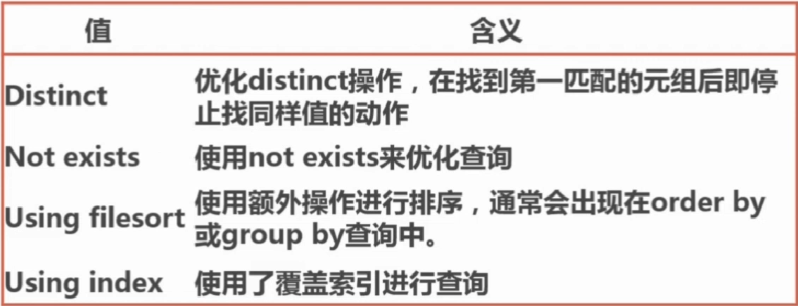 值 含义
Distinct 优化distinct操作，在找到第一匹配的元组后即停
止找同样值的动作
Not exists 使用not exists来优化查询
Using filesort 使用额外操作进行排序，通常会出现在order by
或group by查询中。
Using index 使用了覆盖索引进行查询